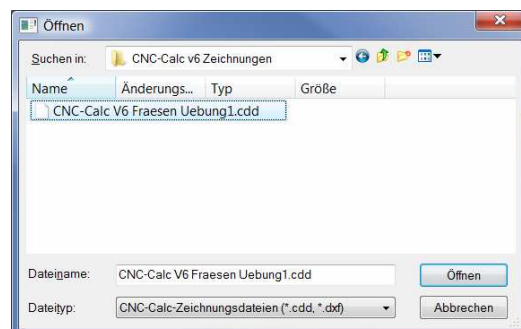 Öffnen
Suchen in: CNC-Calc v6 Zeichnungen
Name Änderungs... Typ Größe
CNC-Calc V6 Fraesen Uebung1.cdd
Dateiname: CNC-Calc V6 Fraesen Uebung1.cdd Öffnen
Dateityp: CNC-Calc-Zeichnungsdateien (*.cdd, *.dxf) Abbrechen